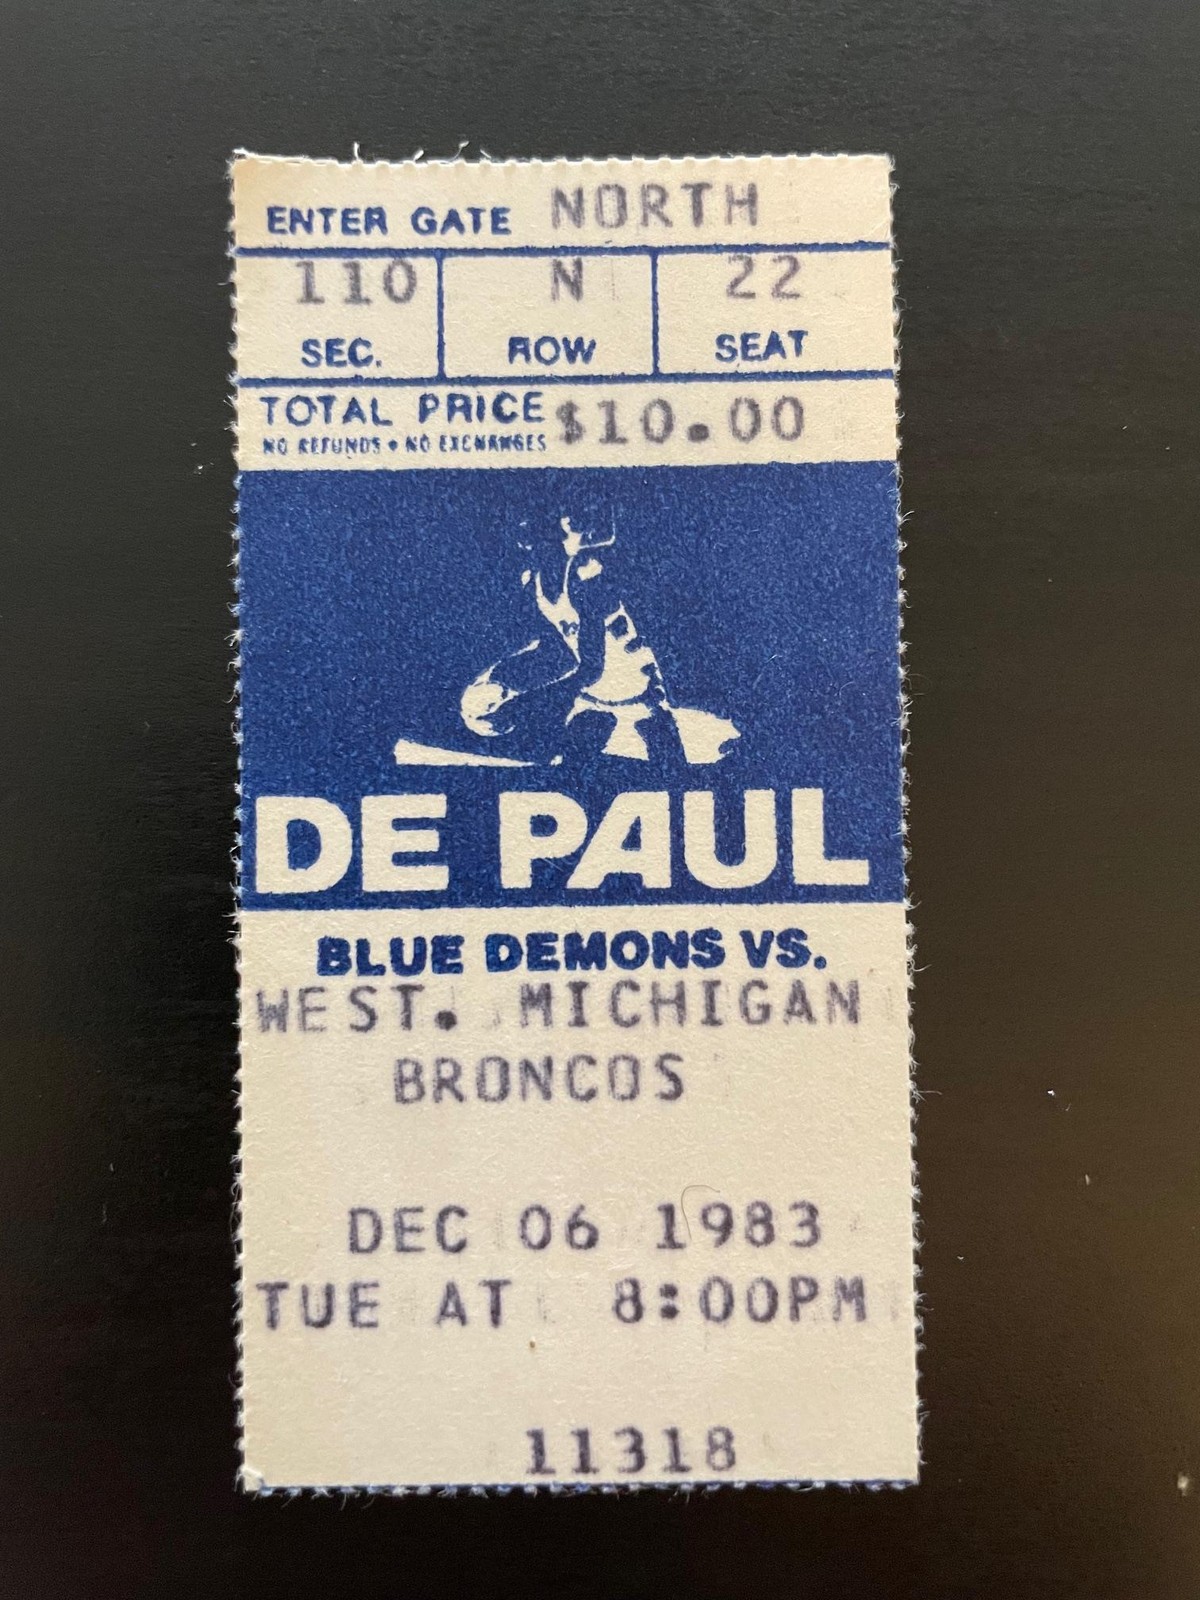 ENTER GATE NORTH
110 N 22
SEC. ROW SEAT
TOTAL PRICE $10.00
NO REFUNDS • NO EXCHANGES
DE PAUL
BLUE DEMONS VS.
WEST. MICHIGAN
BRONCOS
DEC 06 1983
TUE AT 8:00PM
11318